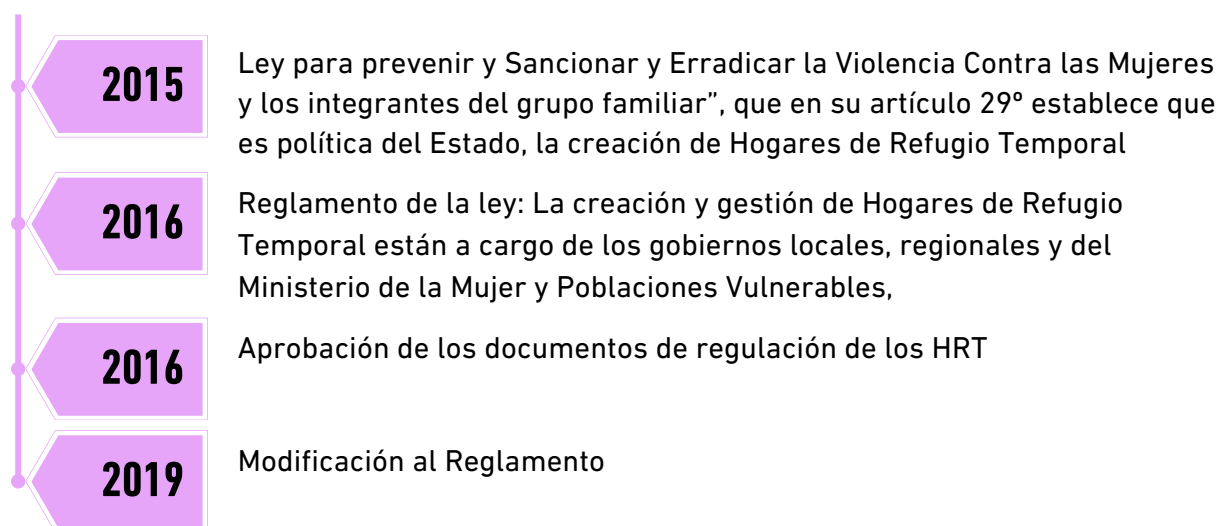 2015
Ley para prevenir y Sancionar y Erradicar la Violencia Contra las Mujeres
y los integrantes del grupo familiar”, que en su artículo 29º establece que
es política del Estado, la creación de Hogares de Refugio Temporal
2016
Reglamento de la ley: La creación y gestión de Hogares de Refugio
Temporal están a cargo de los gobiernos locales, regionales y del
Ministerio de la Mujer y Poblaciones Vulnerables,
2016
Aprobación de los documentos de regulación de los HRT
2019
Modificación al Reglamento